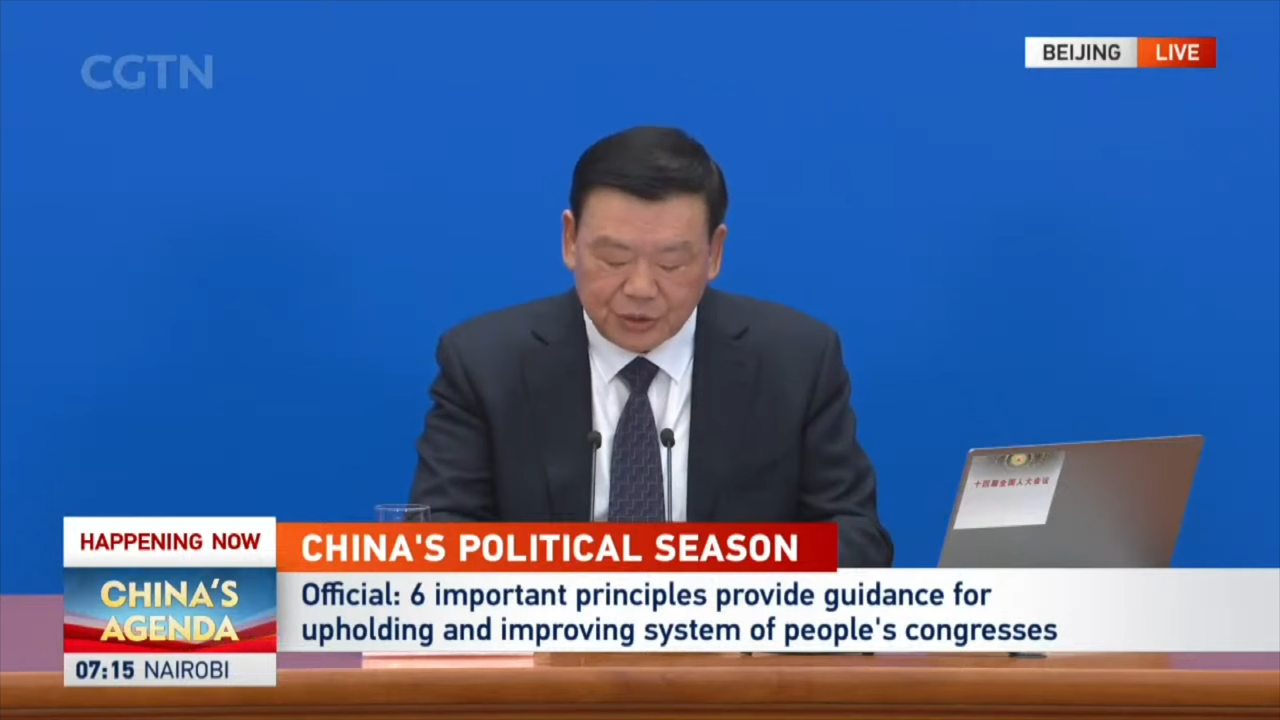 CGTN
BEIJING LIVE
十四届全国人大会议
HAPPENING NOW
CHINA'S POLITICAL SEASON
CHINA'S
AGENDA
Official: 6 important principles provide guidance for
upholding and improving system of people's congresses
07:15 NAIROBI